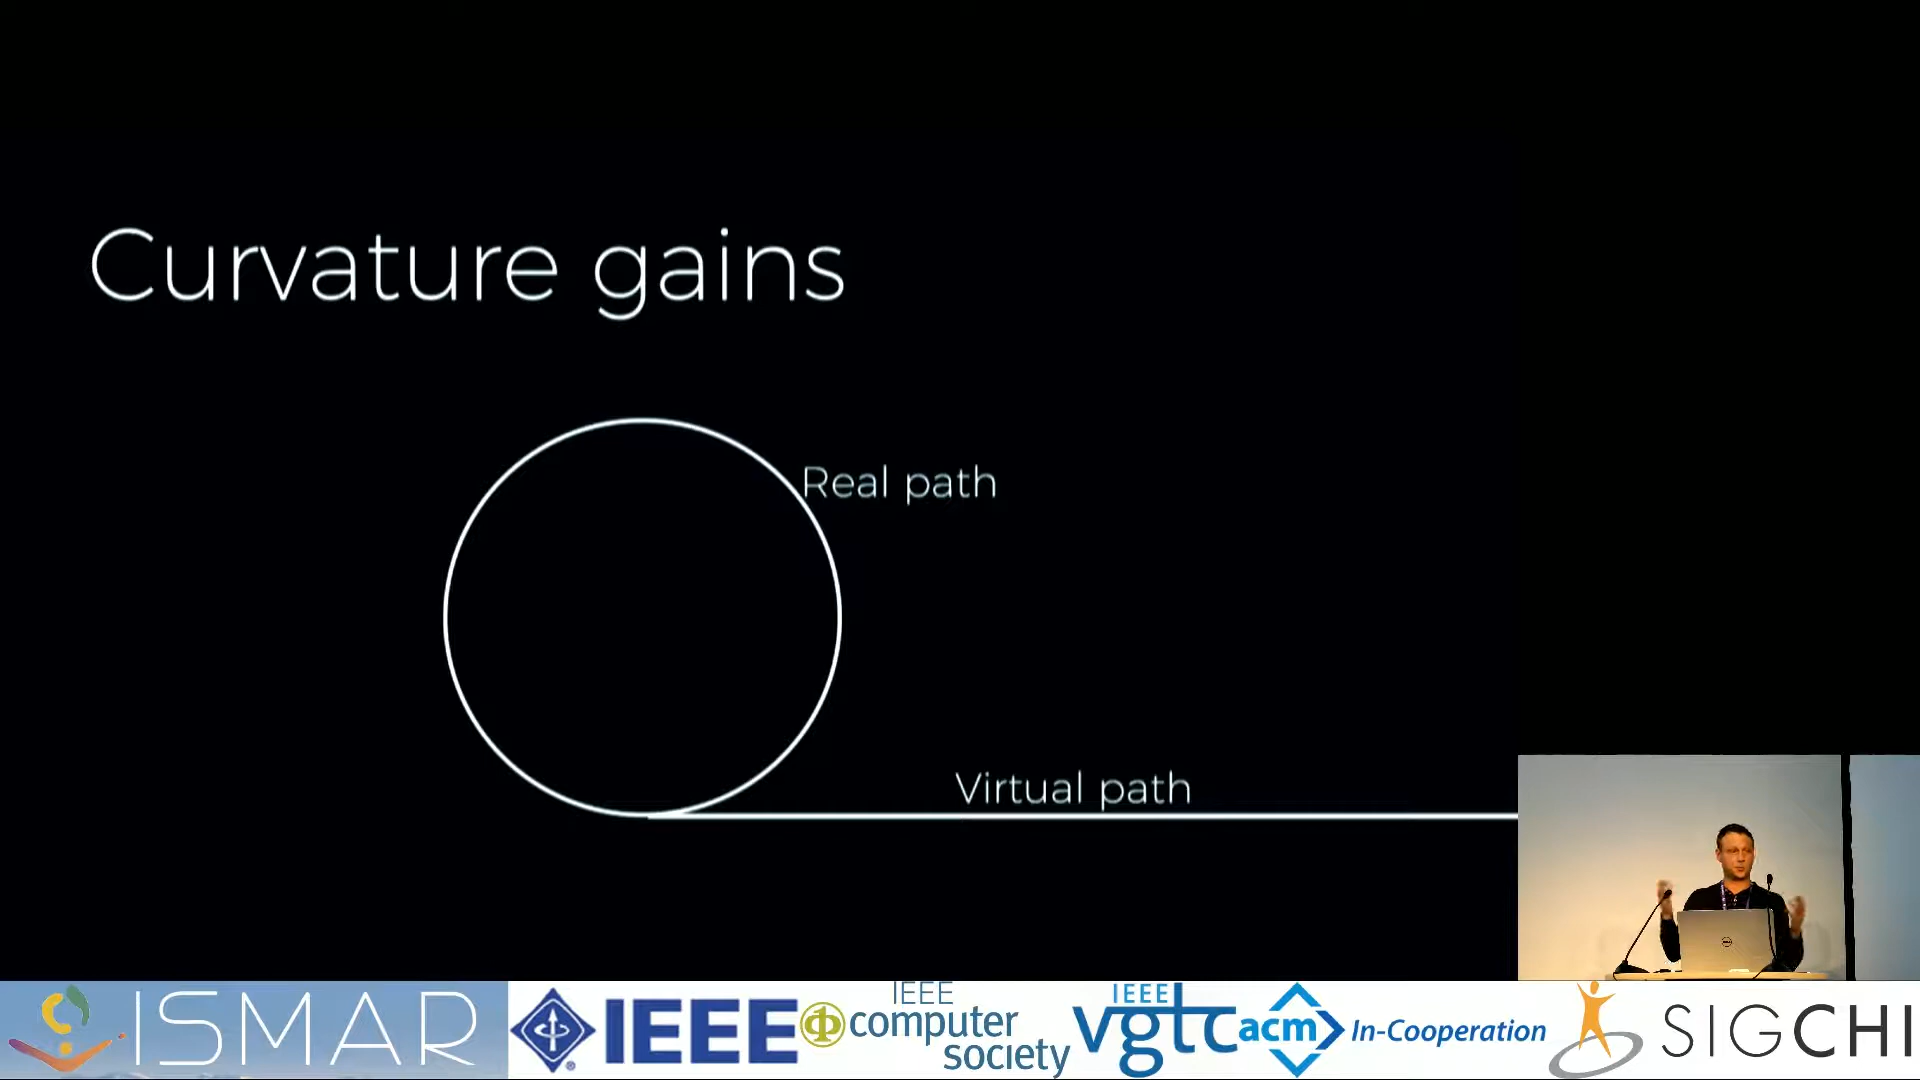 Curvature gains
Real path
Virtual path
ISMAR
IEEE
IEEE
computer
society
IEEE
vgtc
acm In-Cooperation
SIGCHI